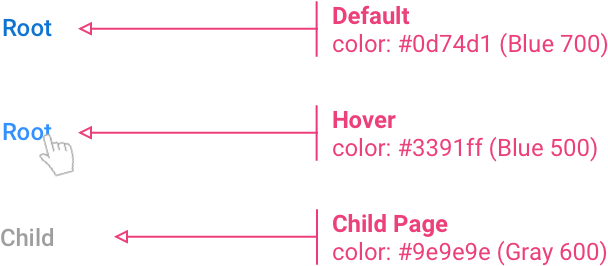 Root
Default
color: #0d74d1 (Blue 700)
Root
Hover
color: #3391ff (Blue 500)
Child
Child Page
color: #9e9e9e (Gray 600)